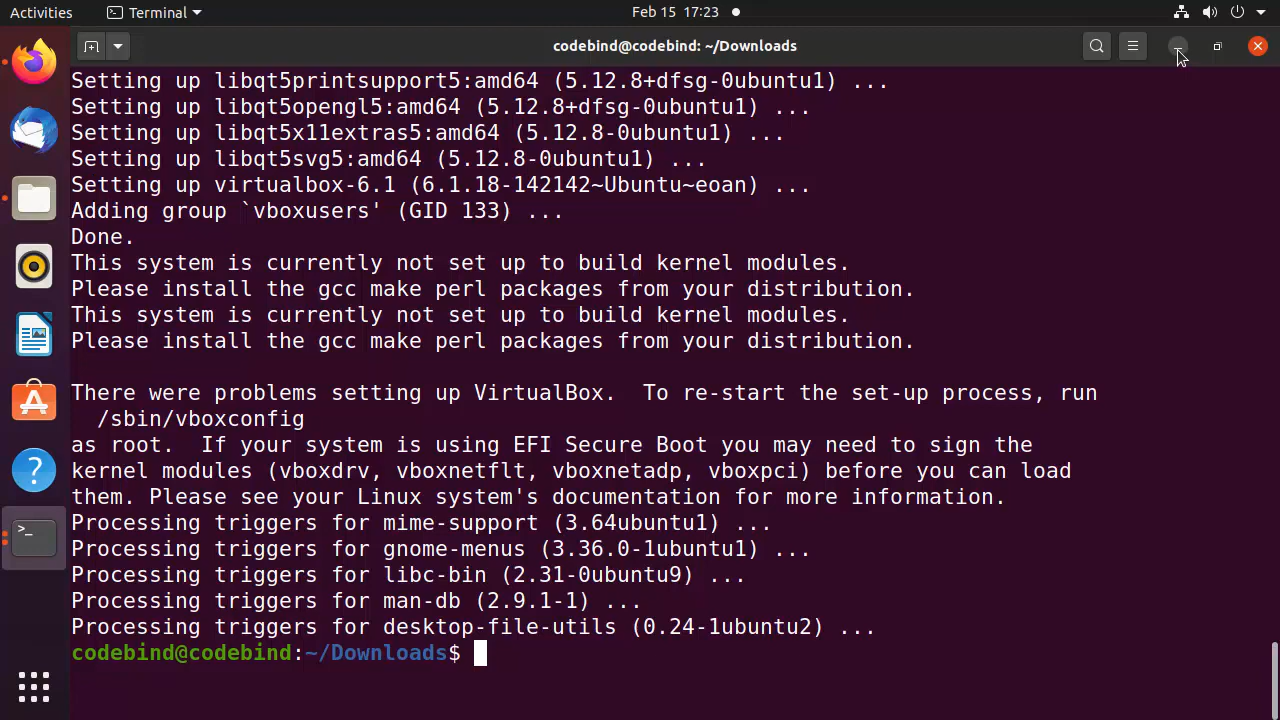 Activities
Terminal
Feb 15 17:23
codebind@codebind: ~/Downloads
Setting up libqt5printsupport5:amd64 (5.12.8+dfsg-0ubuntu1) ...
Setting up libqt5opengl5:amd64 (5.12.8+dfsg-0ubuntu1) ...
Setting up libqt5x11extras5:amd64 (5.12.8-0ubuntu1) ...
Setting up libqt5svg5:amd64 (5.12.8-0ubuntu1) ...
Setting up virtualbox-6.1 (6.1.18-142142~Ubuntu~eoan) ...
Adding group `vboxusers' (GID 133) ...
Done.
This system is currently not set up to build kernel modules.
Please install the gcc make perl packages from your distribution.
This system is currently not set up to build kernel modules.
Please install the gcc make perl packages from your distribution.
There were problems setting up VirtualBox.  To re-start the set-up process, run
  /sbin/vboxconfig
as root.  If your system is using EFI Secure Boot you may need to sign the
kernel modules (vboxdrv, vboxnetflt, vboxnetadp, vboxpci) before you can load
them. Please see your Linux system's documentation for more information.
Processing triggers for mime-support (3.64ubuntu1) ...
Processing triggers for gnome-menus (3.36.0-1ubuntu1) ...
Processing triggers for libc-bin (2.31-0ubuntu9) ...
Processing triggers for man-db (2.9.1-1) ...
Processing triggers for desktop-file-utils (0.24-1ubuntu2) ...
codebind@codebind:~/Downloads$